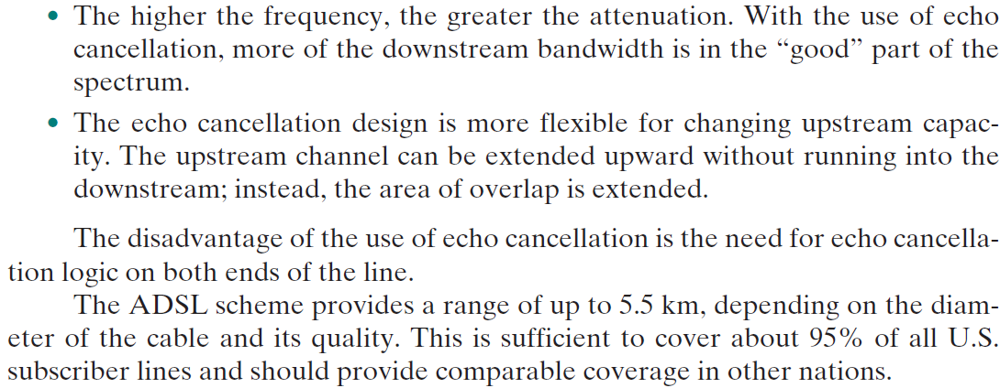 • The higher the frequency, the greater the attenuation. With the use of echo
cancellation, more of the downstream bandwidth is in the “good” part of the
spectrum.
• The echo cancellation design is more flexible for changing upstream capac-
ity. The upstream channel can be extended upward without running into the
downstream; instead, the area of overlap is extended.
The disadvantage of the use of echo cancellation is the need for echo cancella-
tion logic on both ends of the line.
The ADSL scheme provides a range of up to 5.5 km, depending on the diam-
eter of the cable and its quality. This is sufficient to cover about 95% of all U.S.
subscriber lines and should provide comparable coverage in other nations.